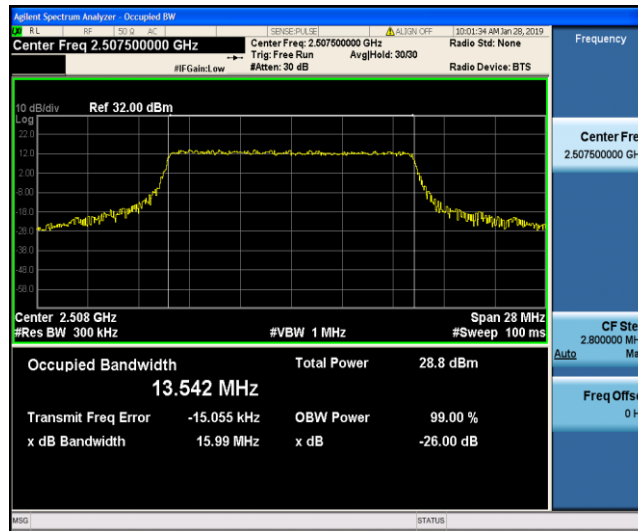 Agilent Spectrum Analyzer - Occupied BW
RL RF 50 Ω AC SENSE:PULSE ALIGN OFF 10:01:34 AM Jan 28, 2019
Center Freq 2.507500000 GHz
Center Freq: 2.507500000 GHz
Radio Std: None
Trig: Free Run
Avg|Hold: 30/30
#IFGain:Low
#Atten: 30 dB
Radio Device: BTS
10 dB/div Ref 32.00 dBm
Log
22.0
12.0
2.00
-8.00
-18.0
-28.0
-38.0
-48.0
-58.0
Center 2.508 GHz
Span 28 MHz
#Res BW 300 kHz
#VBW 1 MHz
#Sweep 100 ms
Occupied Bandwidth
Total Power 28.8 dBm
13.542 MHz
Transmit Freq Error -15.055 kHz
OBW Power 99.00 %
x dB Bandwidth 15.99 MHz
x dB -26.00 dB
MSG
STATUS
Frequency
Center Fre
2.507500000 GH
CF Ste
2.800000 MH
Auto Ma
Freq Offse
0 H